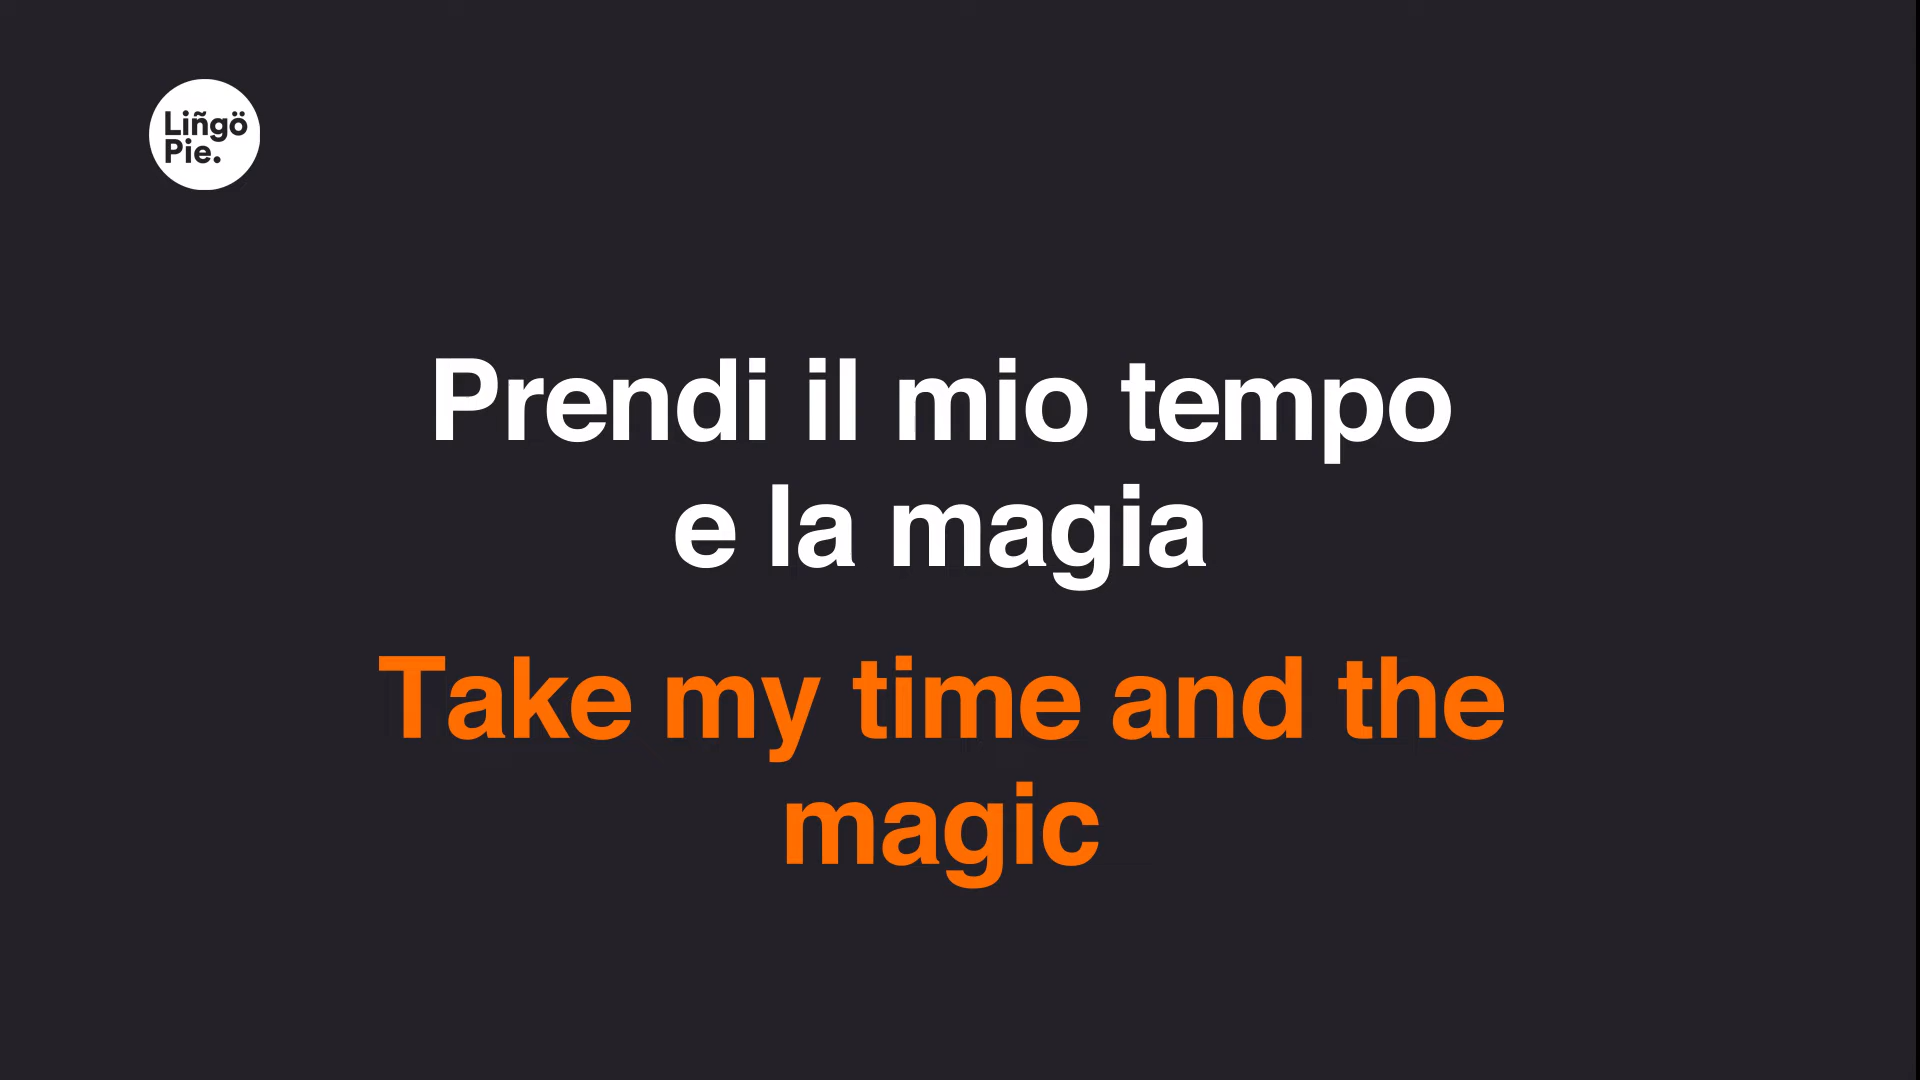 Liñgö
Pie.
Prendi il mio tempo
e la magia
Take my time and the
magic